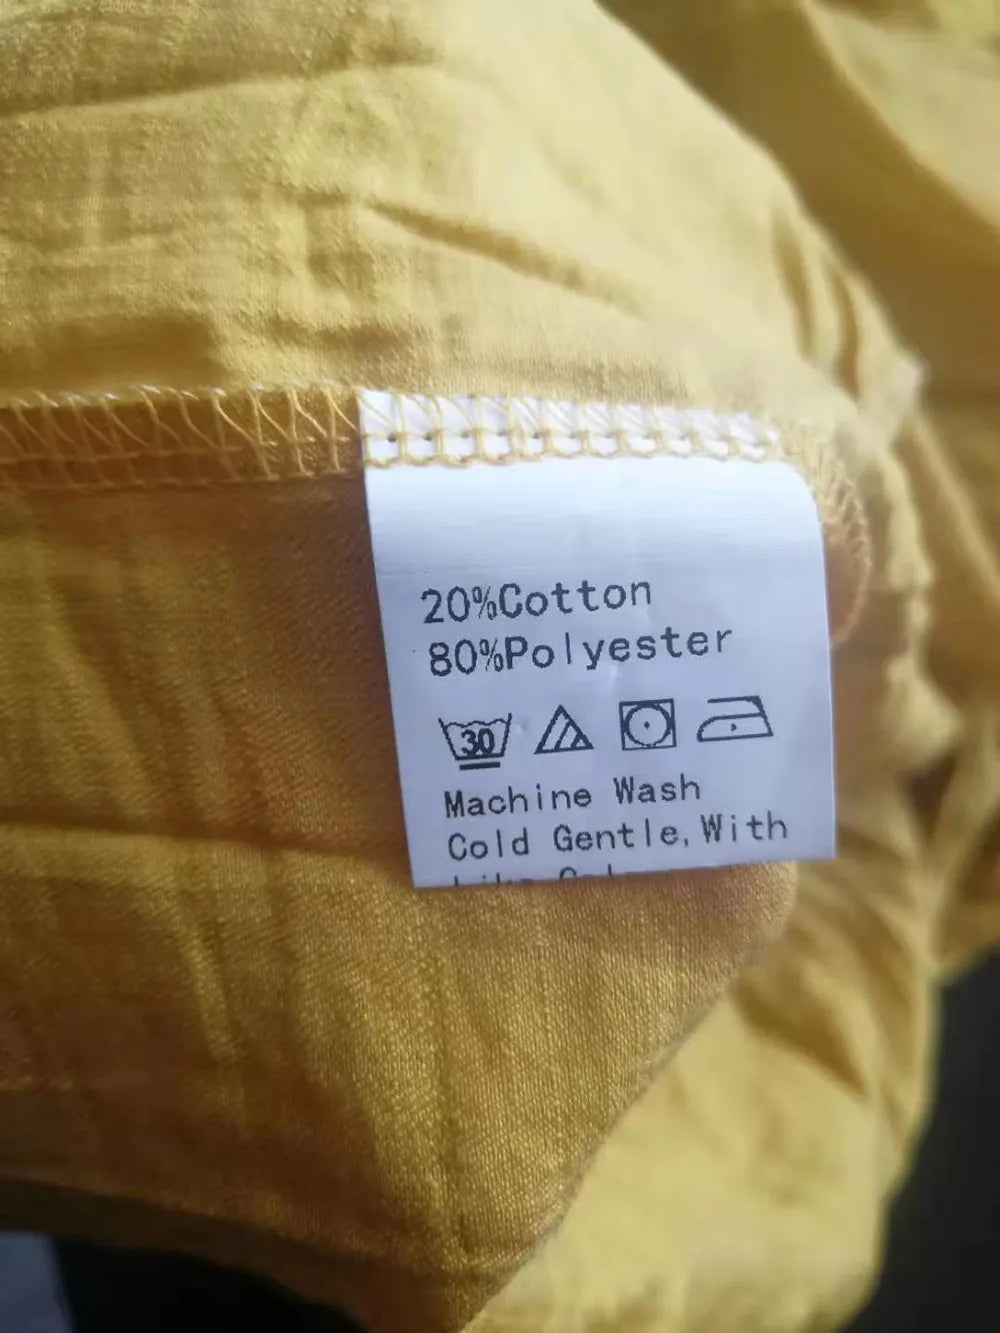 20%Cotton
80%Polyester
30
Machine Wash
Cold Gentle, With